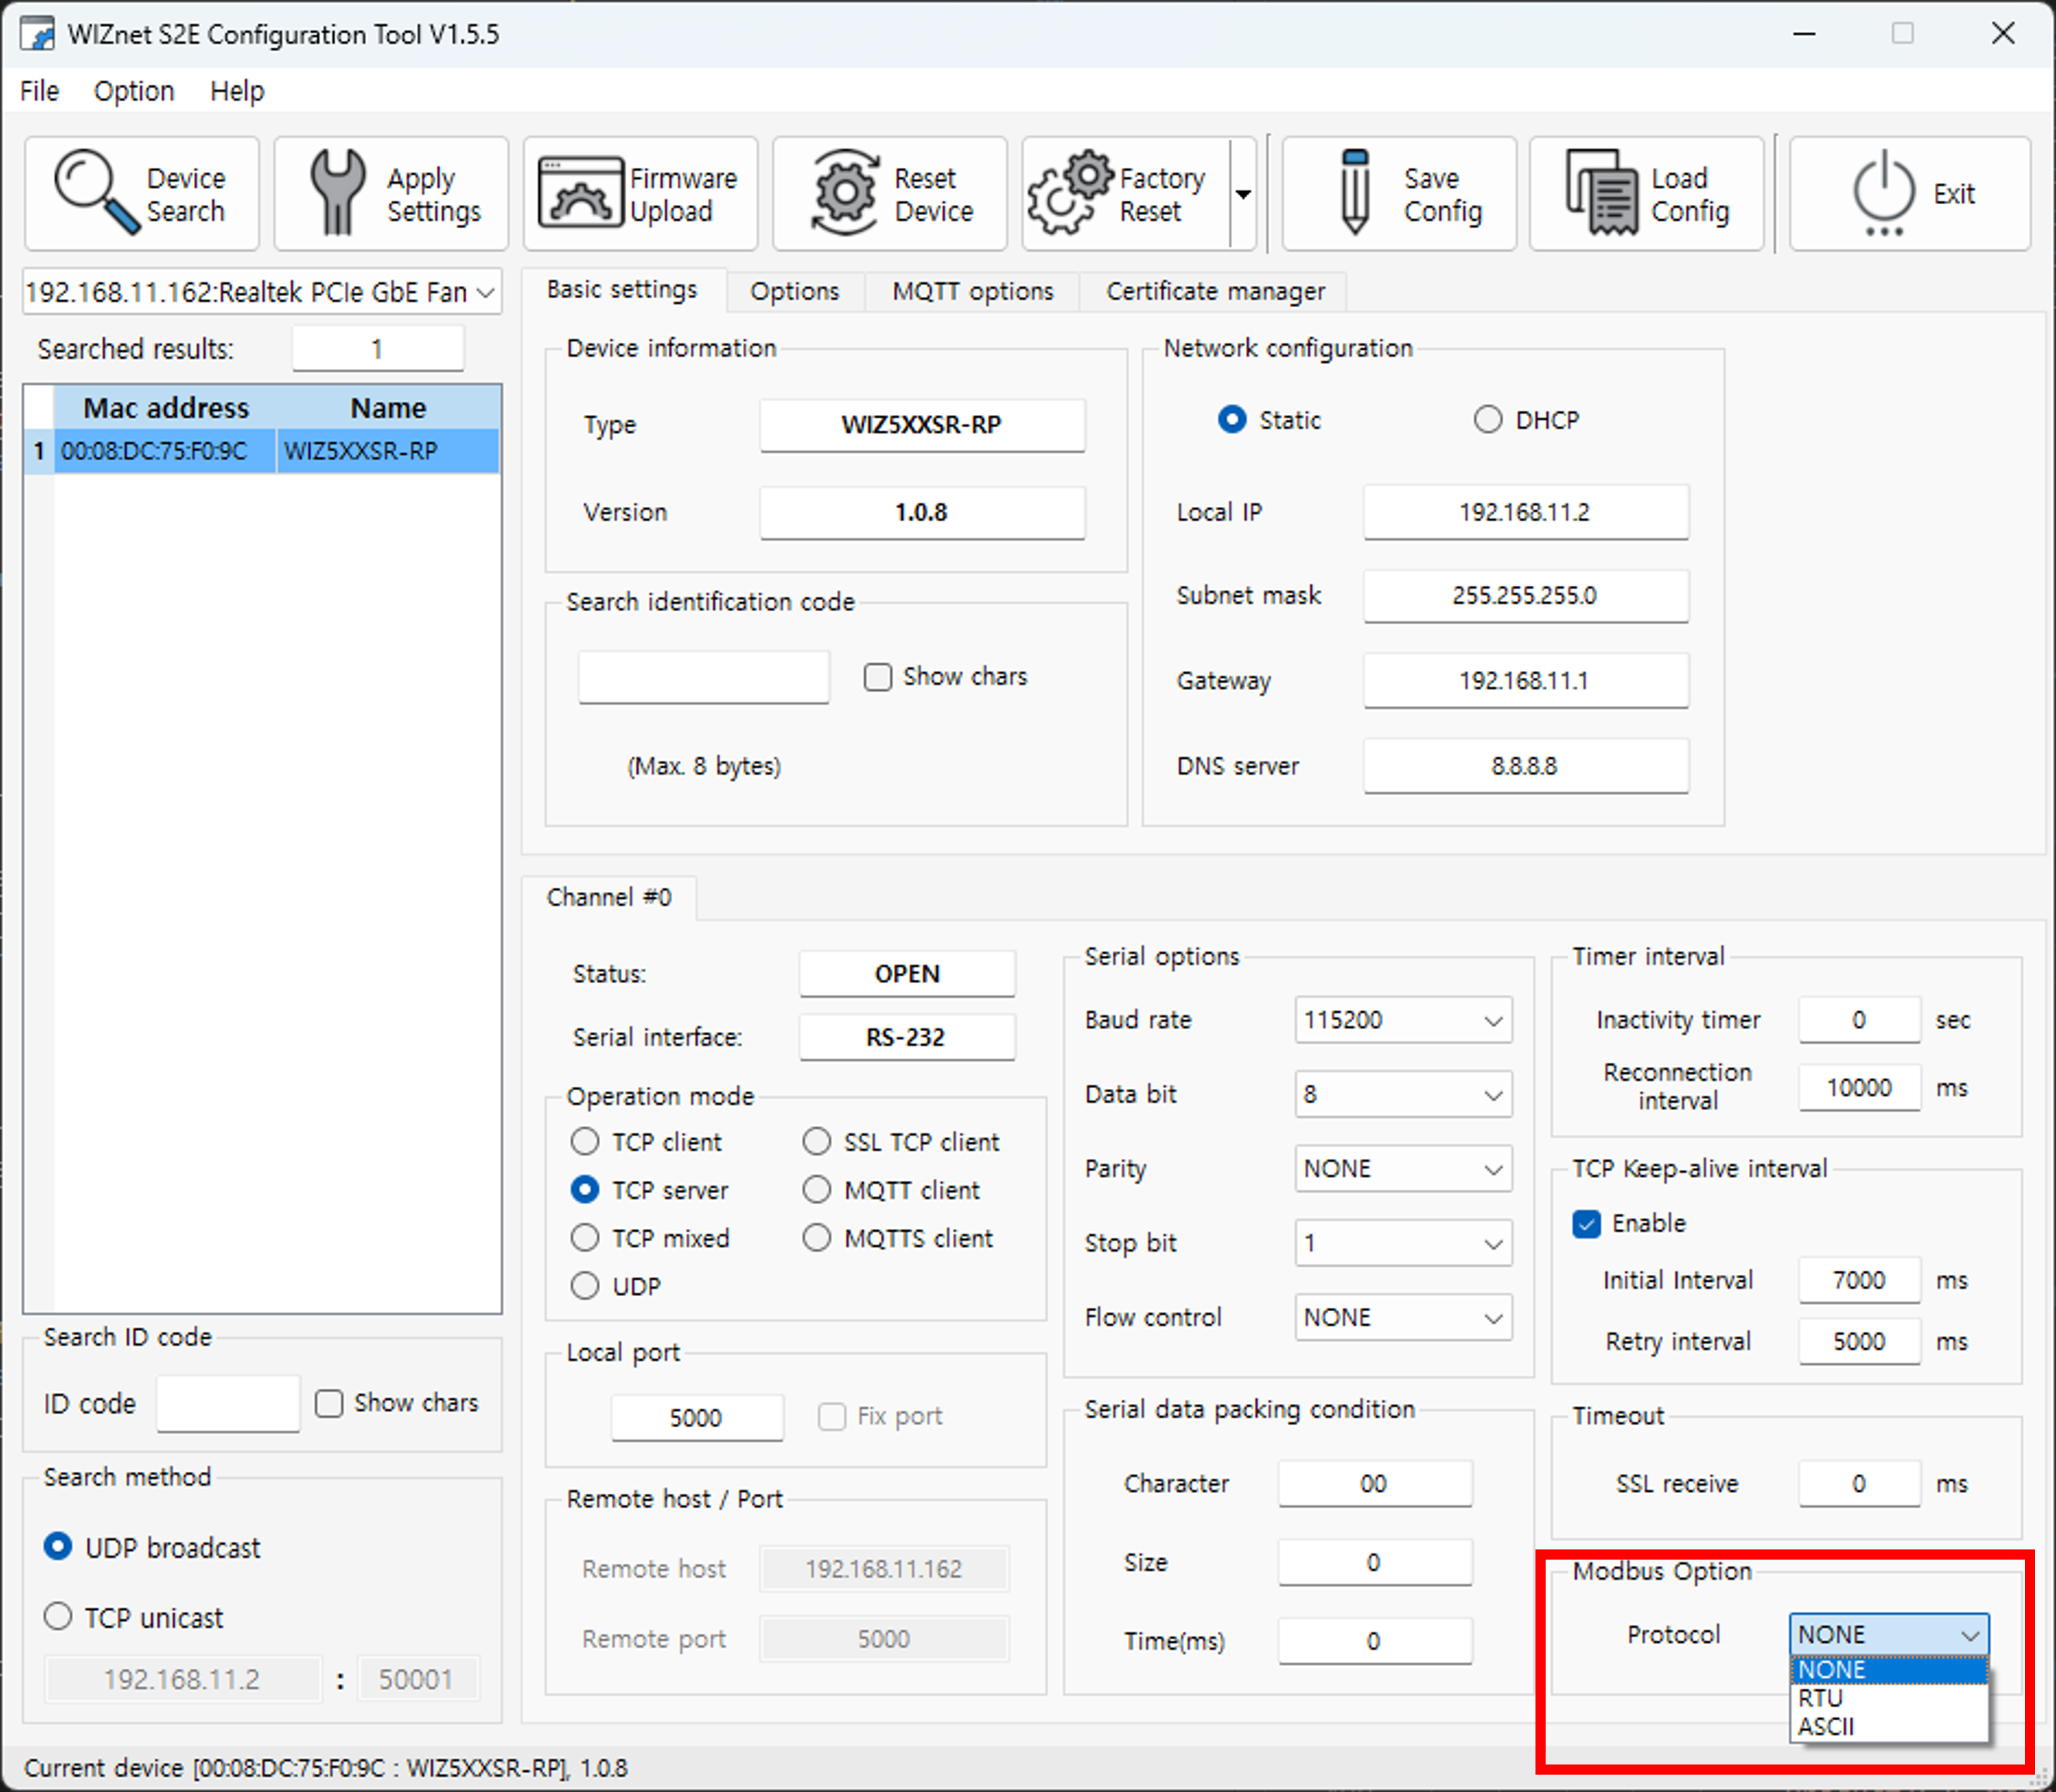 WIZnet S2E Configuration Tool V1.5.5
File Option Help
Device Search
Apply Settings
Firmware Upload
Reset Device
Factory Reset
Save Config
Load Config
Exit
192.168.11.162:Realtek PCIe GbE Fan
Searched results: 1
Mac address Name
1 00:08:DC:75:F0:9C WIZ5XXSR-RP
Search ID code
ID code Show chars
Search method
UDP broadcast
TCP unicast
192.168.11.2 : 50001
Basic settings Options MQTT options Certificate manager
Device information
Type WIZ5XXSR-RP
Version 1.0.8
Search identification code
Show chars
(Max. 8 bytes)
Network configuration
Static DHCP
Local IP 192.168.11.2
Subnet mask 255.255.255.0
Gateway 192.168.11.1
DNS server 8.8.8.8
Channel #0
Status: OPEN
Serial interface: RS-232
Operation mode
TCP client SSL TCP client
TCP server MQTT client
TCP mixed MQTTS client
UDP
Local port
5000 Fix port
Remote host / Port
Remote host 192.168.11.162
Remote port 5000
Serial options
Baud rate 115200
Data bit 8
Parity NONE
Stop bit 1
Flow control NONE
Serial data packing condition
Character 00
Size 0
Time(ms) 0
Timer interval
Inactivity timer 0 sec
Reconnection
interval 10000 ms
TCP Keep-alive interval
Enable
Initial Interval 7000 ms
Retry interval 5000 ms
Timeout
SSL receive 0 ms
Modbus Option
Protocol NONE
NONE
RTU
ASCII
Current device [00:08:DC:75:F0:9C : WIZ5XXSR-RP], 1.0.8